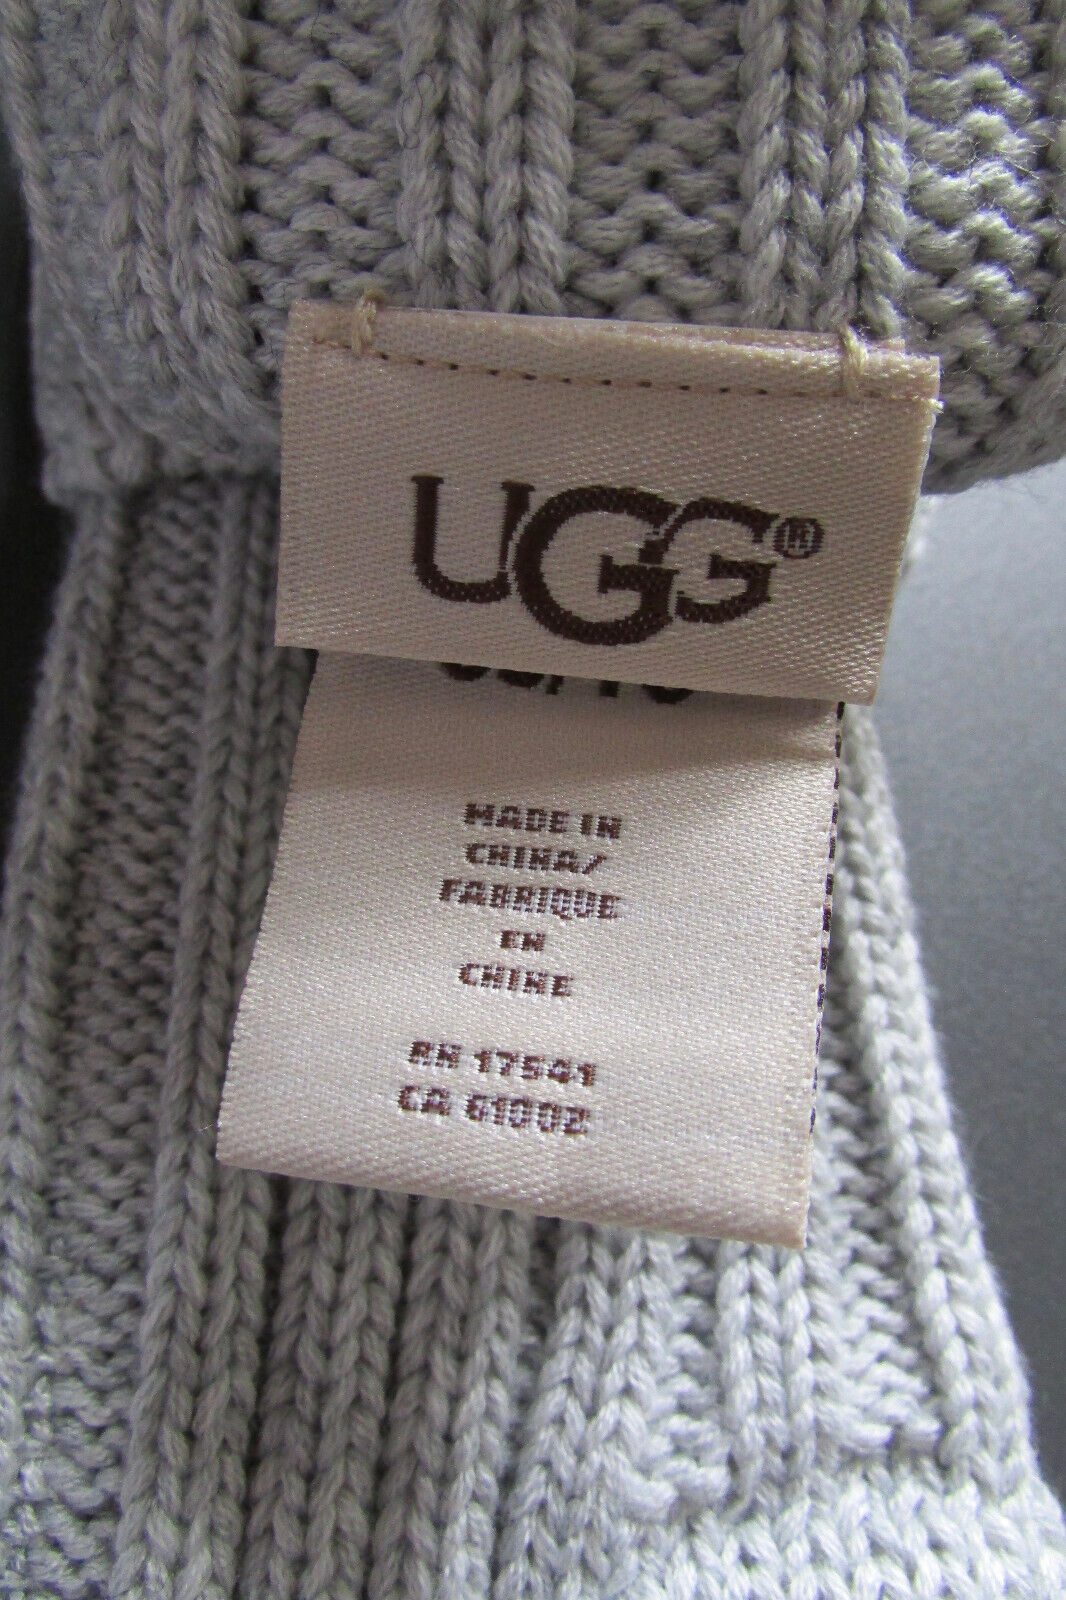 UGG®
MADE IN
CHINA/
FABRIQUE
EN
CHINE
RN 17541
CA 61002